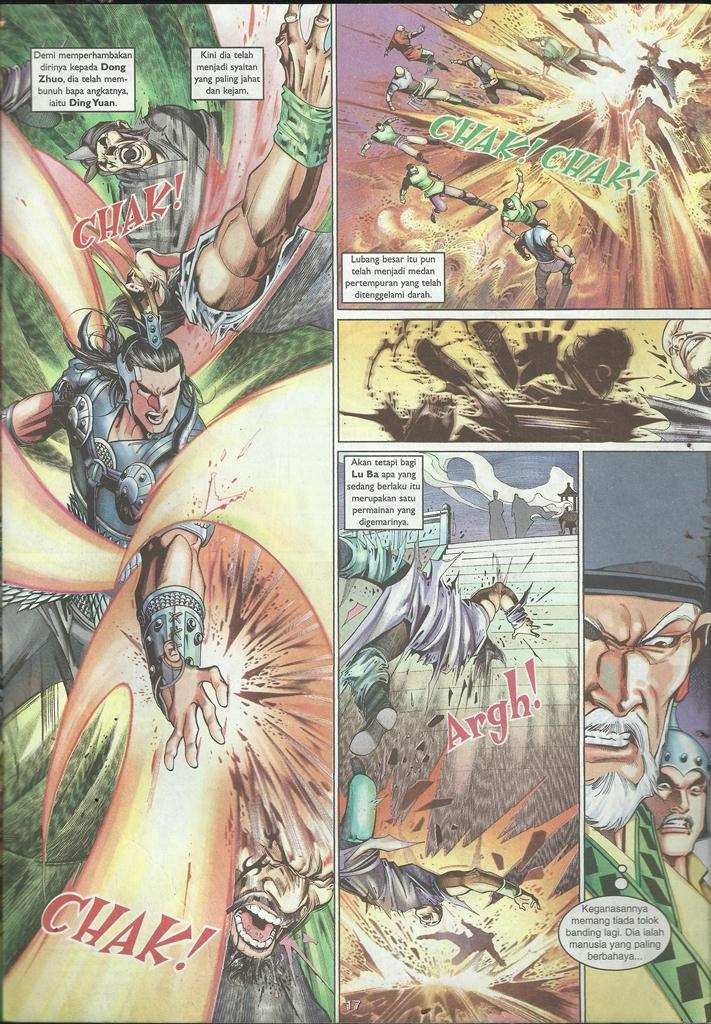 Demi memperhambakan
dirinya kepada Dong
Zhuo, dia telah mem-
bunuh bapa angkatnya,
iaitu Ding Yuan.
Kini dia telah
menjadi syaitan
yang paling jahat
dan kejam.
CHAK!
CHAK!
CHAK! CHAK!
Lubang besar itu pun
telah menjadi medan
pertempuran yang telah
ditenggelami darah.
Akan tetapi bagi
Lu Ba apa yang
sedang berlaku itu
merupakan satu
permainan yang
digemarinya.
Argh!
Keganasannya
memang tiada tolok
banding lagi. Dia ialah
manusia yang paling
berbahaya...
17